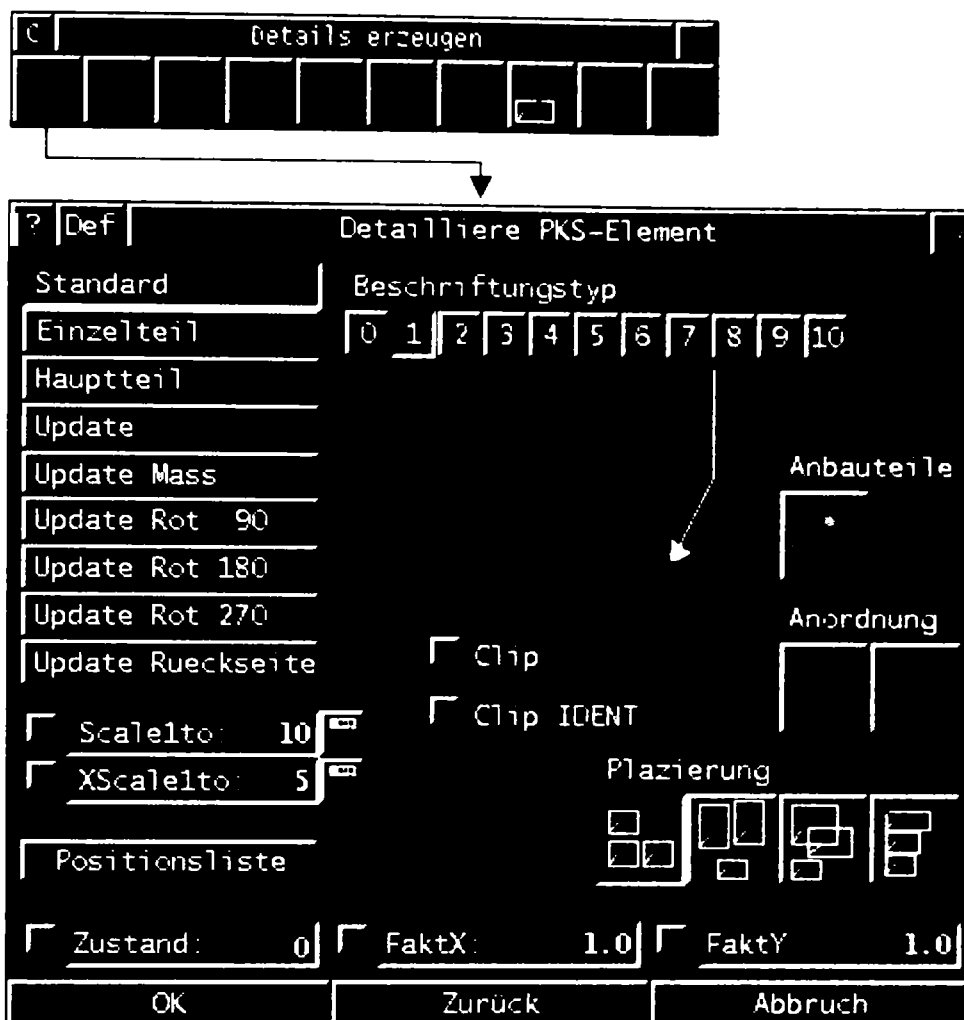 C Details erzeugen
? Def Detailliere PKS-Element
Standard
Beschriftungstyp
Einzelteil
0 1 2 3 4 5 6 7 8 9 10
Hauptteil
Update
Update Mass
Anbauteile
Update Rot 90
*
Update Rot 180
Update Rot 270
Anordnung
Update Rueckseite
Clip
Clip IDENT
Scale1to: 10
XScale1to: 5
Plazierung
Positionsliste
Zustand: 0
FaktX: 1.0
FaktY 1.0
OK Zurück Abbruch